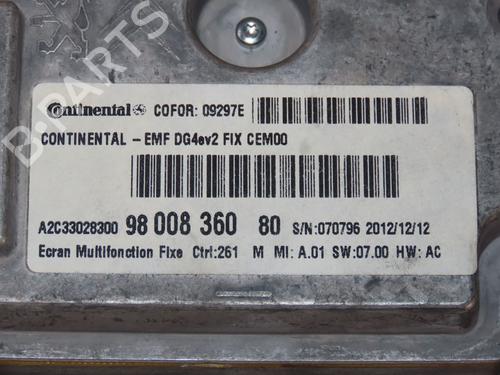 Continental COFOR: 09297E
CONTINENTAL - EMF DG4ev2 FIX CEM00
A2C33028300 98 008 360 80 S/N:070796 2012/12/12
Ecran Multifonction Fixe Ctrl:261 M MI: A.01 SW:07.00 HW: AC
B-PARTS